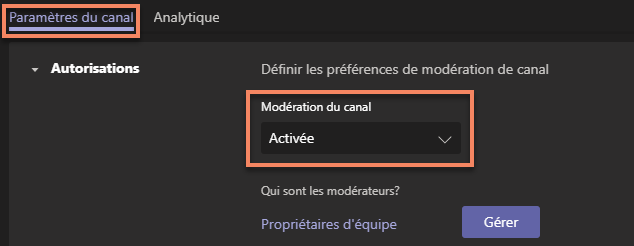 Paramètres du canal Analytique
Autorisations Définir les préférences de modération de canal
Modération du canal
Activée
Qui sont les modérateurs?
Propriétaires d'équipe Gérer